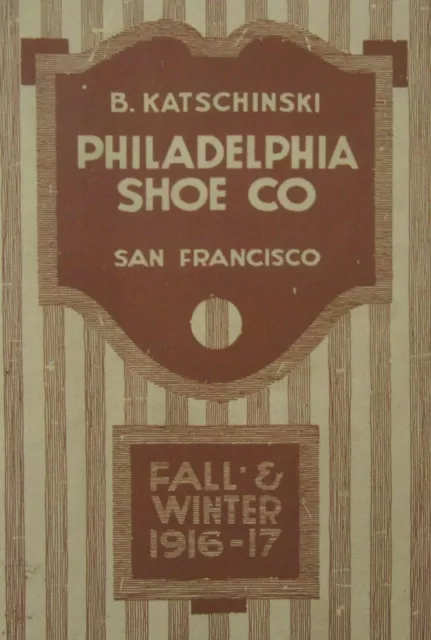 B. KATSCHINSKI
PHILADELPHIA
SHOE CO
SAN FRANCISCO
FALL & 
WINTER
1916-17